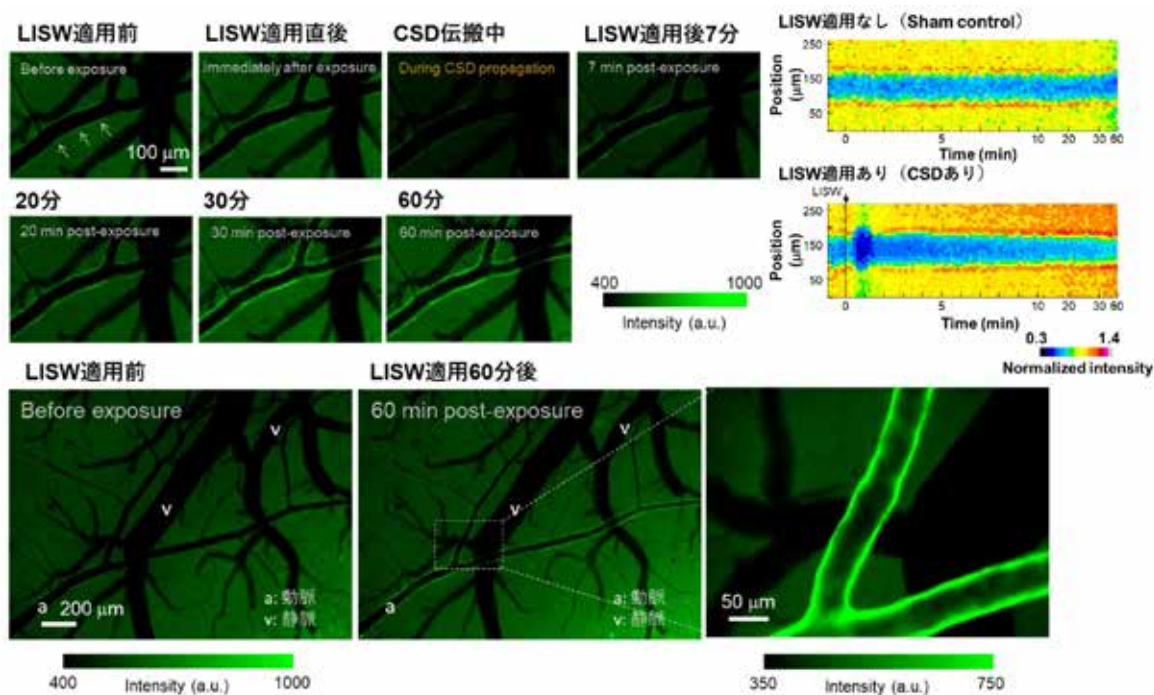 LISW適用前
LISW適用直後
CSD伝搬中
LISW適用後7分
Before exposure
Immediately after exposure
During CSD propagation
7 min post-exposure
100 μm
20分
30分
60分
20 min post-exposure
30 min post-exposure
60 min post-exposure
400
1000
Intensity (a.u.)
LISW適用なし（Sham control）
Position
(μm)
250
150
50
0
5
10
20
30
60
Time (min)
LISW適用あり（CSDあり）
LISW
Position
(μm)
250
150
50
0
5
10
20
30
60
Time (min)
0.3
1.4
Normalized intensity
LISW適用前
Before exposure
v
v
a
200 μm
a: 動脈
v: 静脈
400
1000
Intensity (a.u.)
LISW適用60分後
60 min post-exposure
v
v
a
a: 動脈
v: 静脈
50 μm
350
750
Intensity (a.u.)